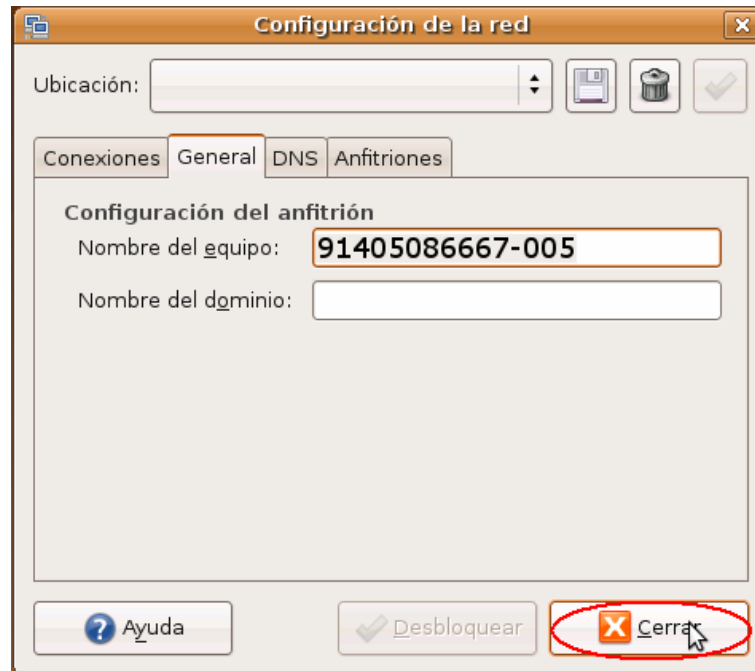 Configuración de la red
Ubicación:
Conexiones General DNS Anfitriones
Configuración del anfitrión
Nombre del equipo: 91405086667-005
Nombre del dominio:
Ayuda Desbloquear Cerrar